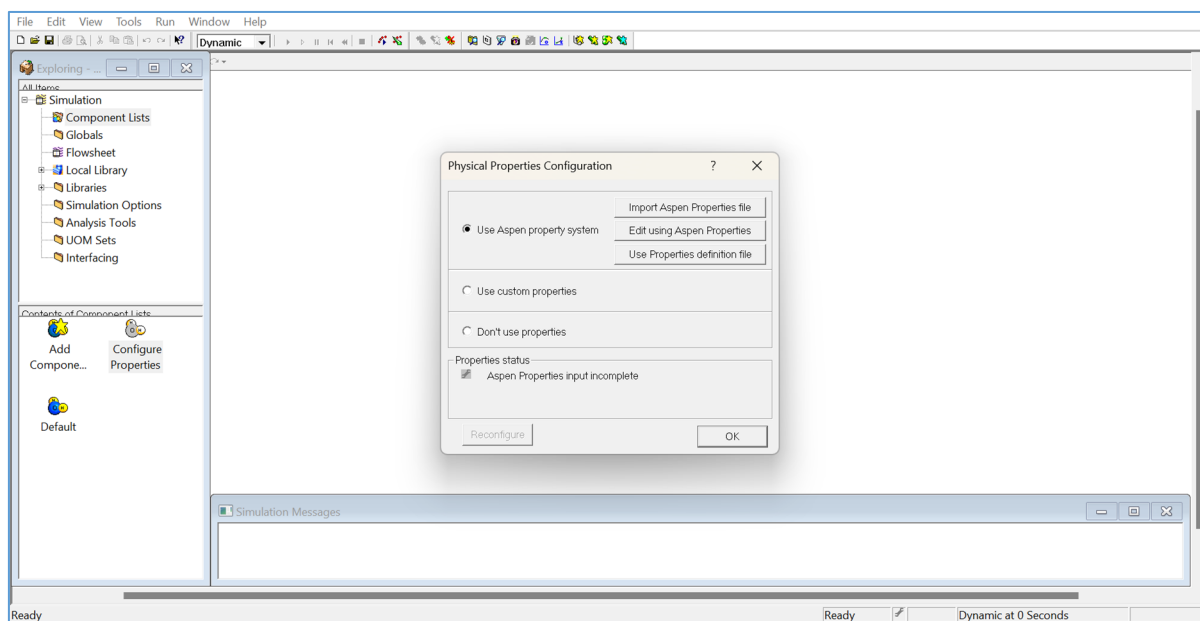 File Edit View Tools Run Window Help
Dynamic
Exploring - ...
All Items
Simulation
Component Lists
Globals
Flowsheet
Local Library
Libraries
Simulation Options
Analysis Tools
UOM Sets
Interfacing
Contents of Component Lists
Add Compone...
Configure Properties
Default
Physical Properties Configuration ?
Use Aspen property system
Import Aspen Properties file
Edit using Aspen Properties
Use Properties definition file
Use custom properties
Don't use properties
Properties status
Aspen Properties input incomplete
Reconfigure OK
Simulation Messages
Ready Ready Dynamic at 0 Seconds